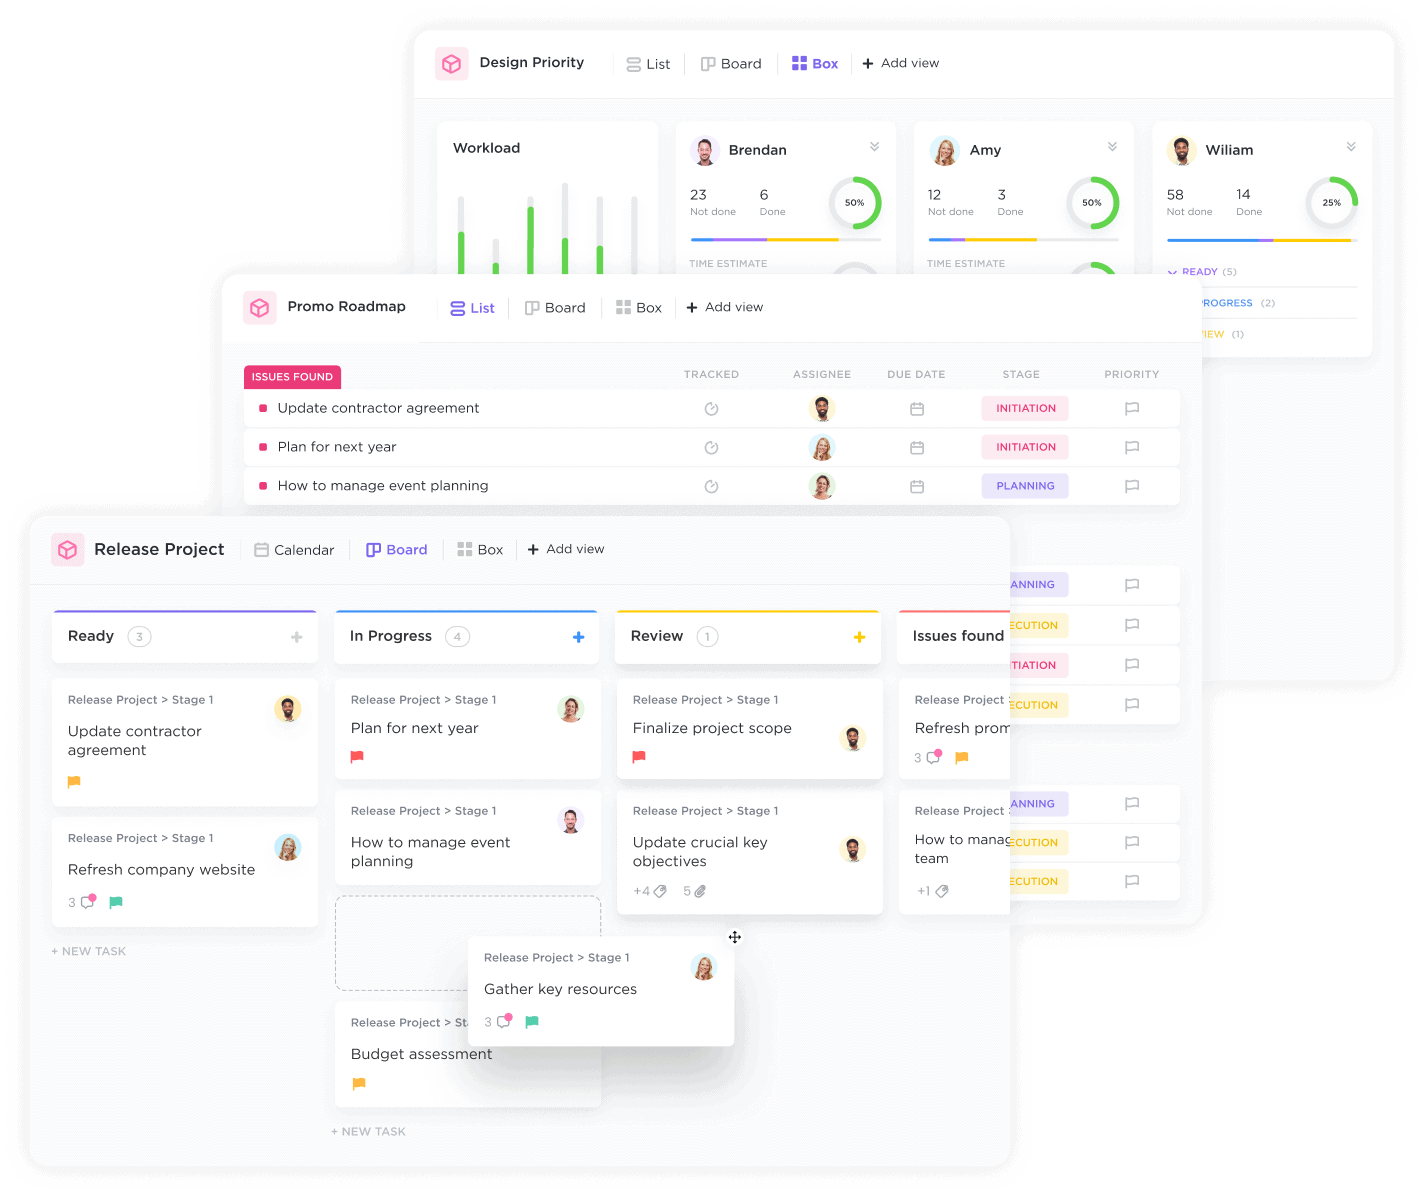 Design Priority
List
Board
Box
+ Add view
Workload
Brendan
23
6
Not done
Done
50%
TIME ESTIMATE
Amy
12
3
Not done
Done
50%
TIME ESTIMATE
Wiliam
58
14
Not done
Done
25%
READY (5)
ROGRESS (2)
IEW (1)
Promo Roadmap
List
Board
Box
+ Add view
ISSUES FOUND
TRACKED
ASSIGNEE
DUE DATE
STAGE
PRIORITY
Update contractor agreement
INITIATION
Plan for next year
INITIATION
How to manage event planning
PLANNING
ANNING
ECUTION
TIATION
ECUTION
ANNING
ECUTION
ECUTION
Release Project
Calendar
Board
Box
+ Add view
Ready 3 +
Release Project > Stage 1
Update contractor
agreement
Release Project > Stage 1
Refresh company website
3
+ NEW TASK
In Progress 4 +
Release Project > Stage 1
Plan for next year
Release Project > Stage 1
How to manage event
planning
Release Project > Stage 1
Gather key resources
3
Release Project > St
Budget assessment
+ NEW TASK
Review 1 +
Release Project > Stage 1
Finalize project scope
Release Project > Stage 1
Update crucial key
objectives
+4
5
Issues found
Release Project >
Refresh prom
3
Release Project >
How to manag
team
+1